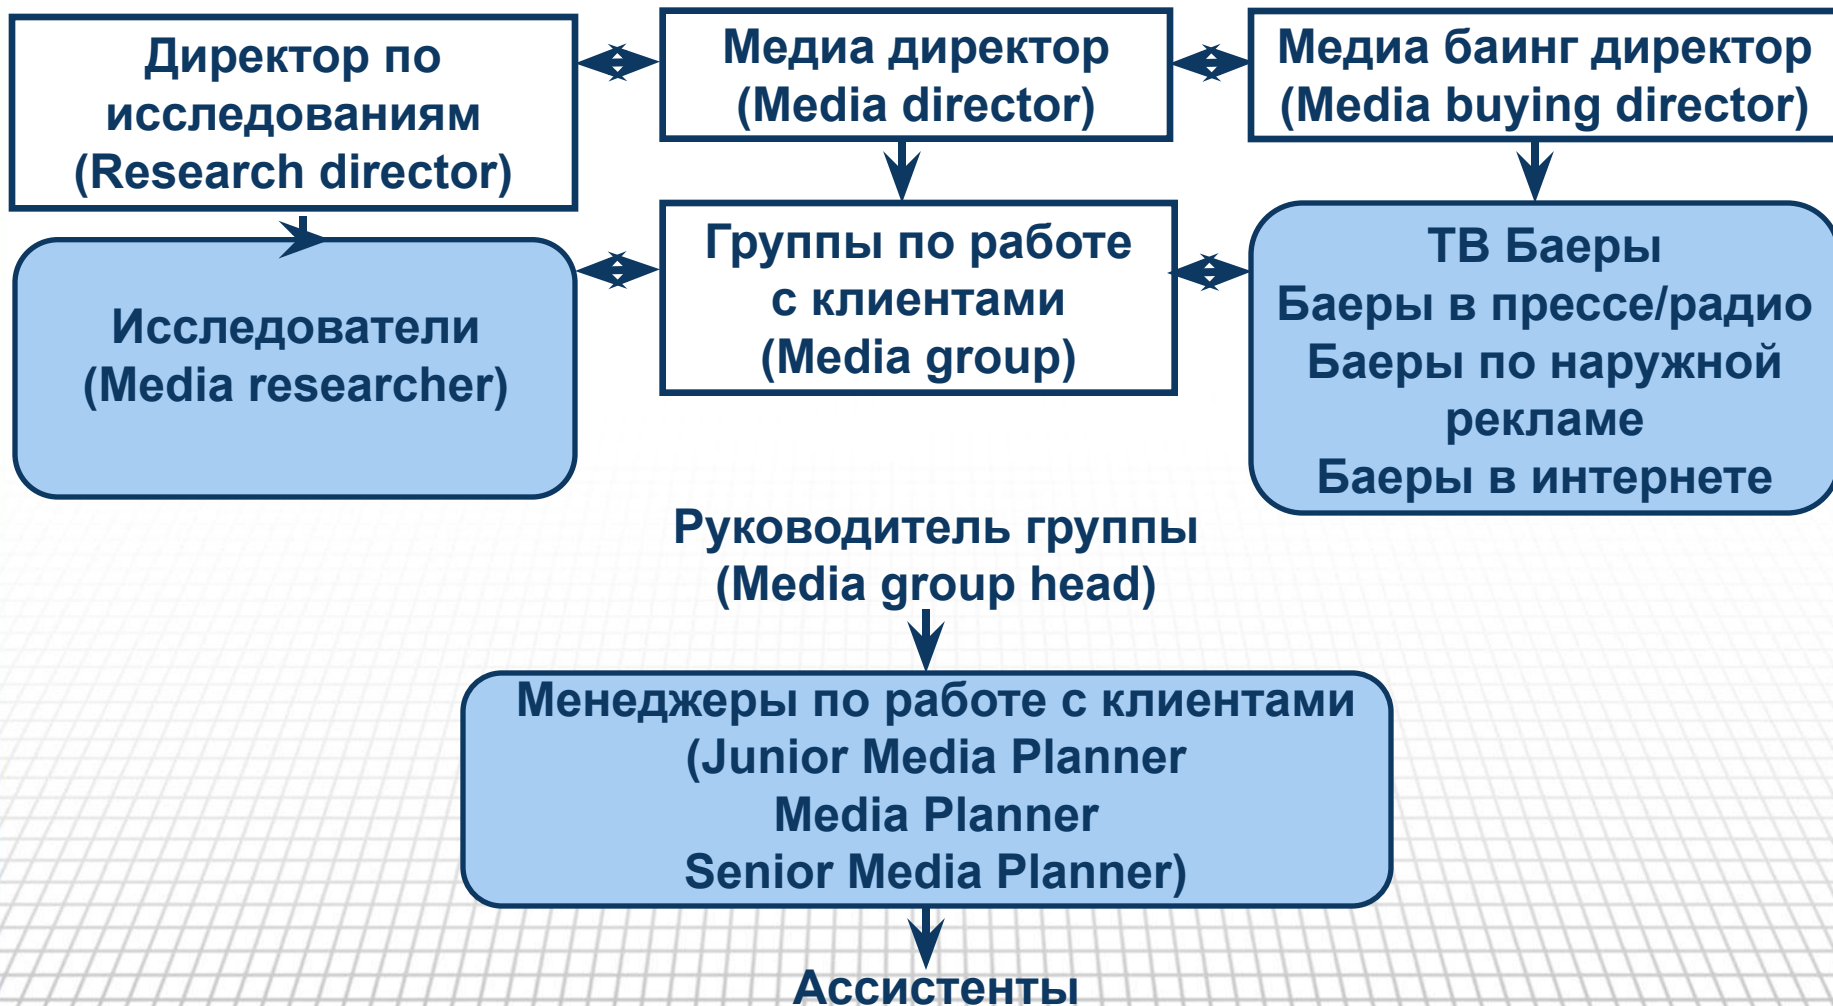 Директор по
исследованиям
(Research director)
Медиа директор
(Media director)
Медиа баинг директор
(Media buying director)
Исследователи
(Media researcher)
Группы по работе
с клиентами
(Media group)
ТВ Баеры
Баеры в прессе/радио
Баеры по наружной
рекламе
Баеры в интернете
Руководитель группы
(Media group head)
Менеджеры по работе с клиентами
(Junior Media Planner
Media Planner
Senior Media Planner)
Ассистенты